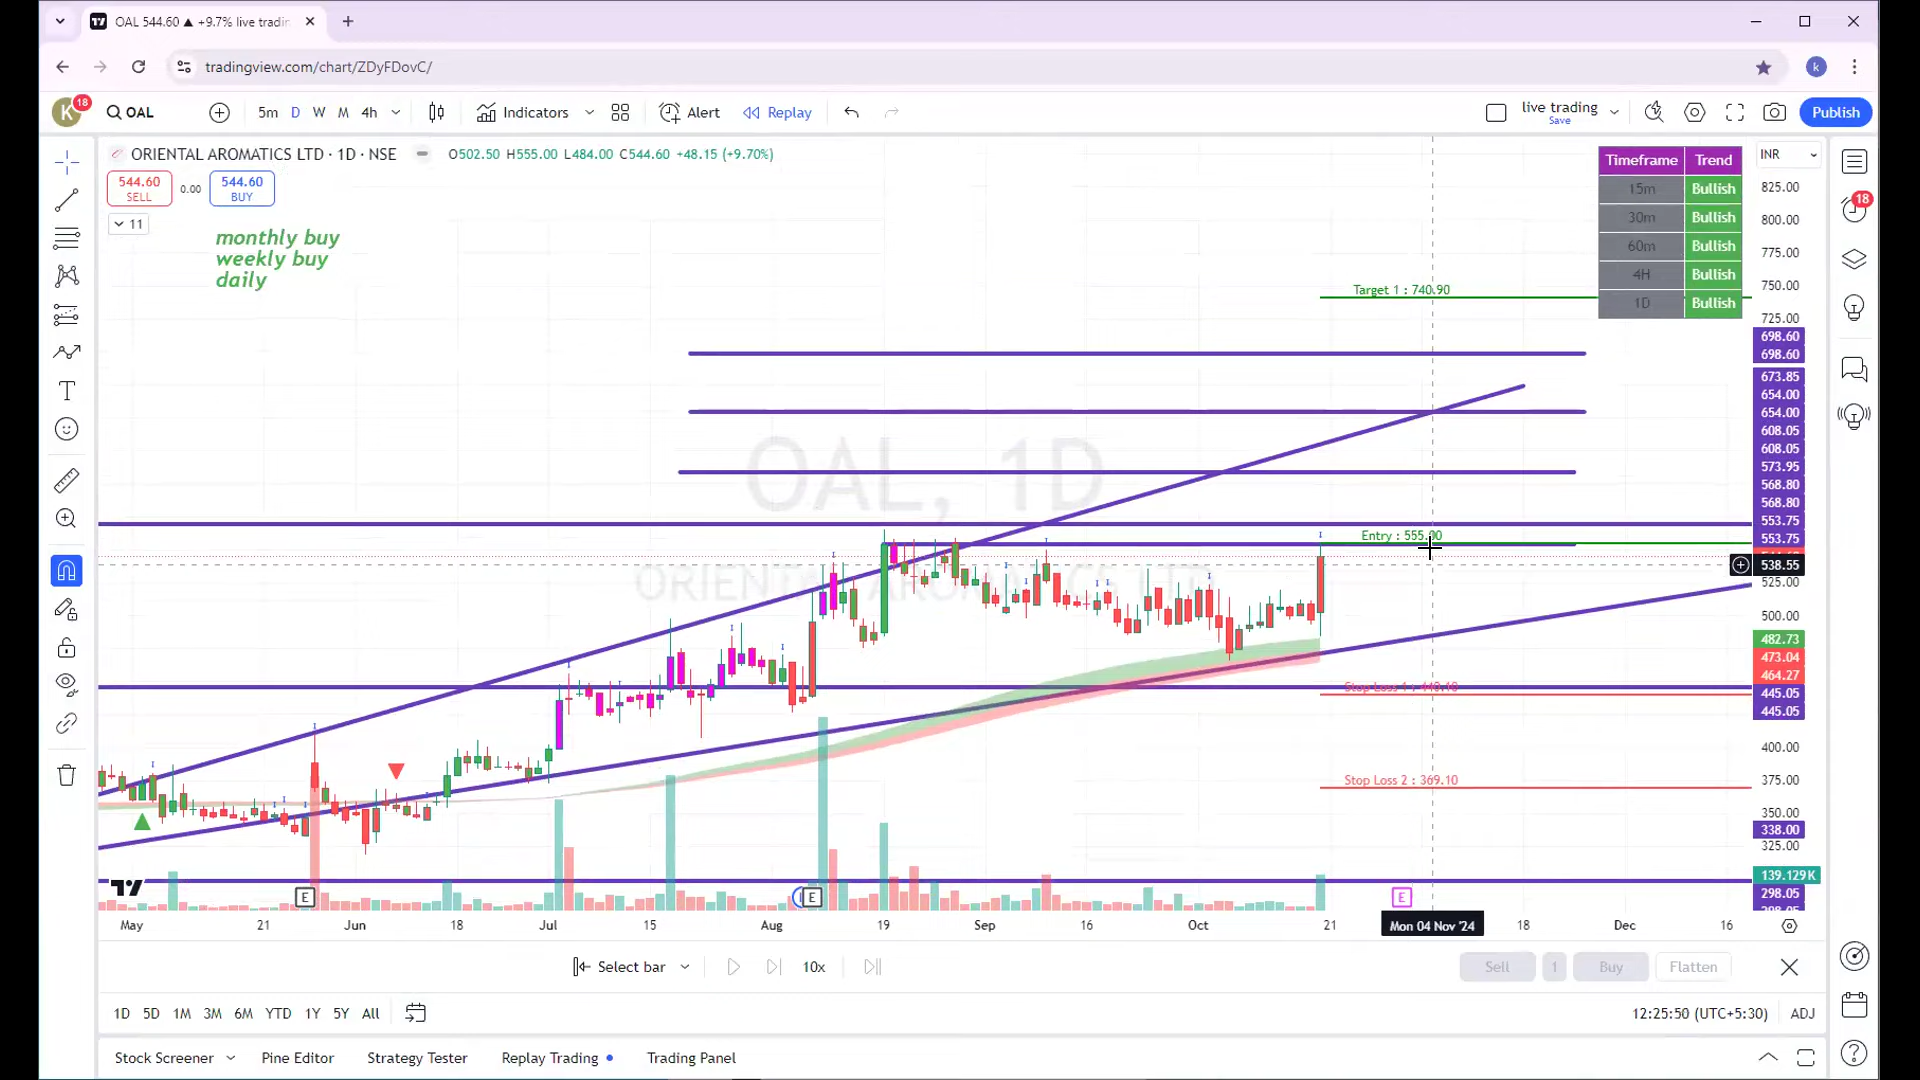 OAL 544.60 ▲ +9.7% live tradin
tradingview.com/chart/ZDyFDovC/
K 18
OAL
5m D W M 4h
Indicators
Alert
Replay
live trading
Save
Publish
k
ORIENTAL AROMATICS LTD · 1D · NSE
O502.50 H555.00 L484.00 C544.60 +48.15 (+9.70%)
544.60
SELL
0.00
544.60
BUY
11
monthly buy
weekly buy
daily
Timeframe Trend
15m Bullish
30m Bullish
60m Bullish
4H Bullish
1D Bullish
INR
18
OAL, 1D
Target 1 : 740.90
Stop Loss 2 : 369.10
825.00
800.00
775.00
750.00
725.00
698.60
698.60
673.85
654.00
654.00
608.05
608.05
573.95
568.80
568.80
553.75
553.75
538.55
525.00
500.00
482.73
473.04
464.27
445.05
445.05
400.00
375.00
350.00
338.00
325.00
139.129K
298.05
E
E
E
May 21 Jun 18 Jul 15 Aug 19 Sep 16 Oct 21 Mon 04 Nov '24 18 Dec 16
Select bar
10x
Sell 1 Buy Flatten
1D 5D 1M 3M 6M YTD 1Y 5Y All
12:25:50 (UTC+5:30) ADJ
Stock Screener
Pine Editor
Strategy Tester
Replay Trading
Trading Panel